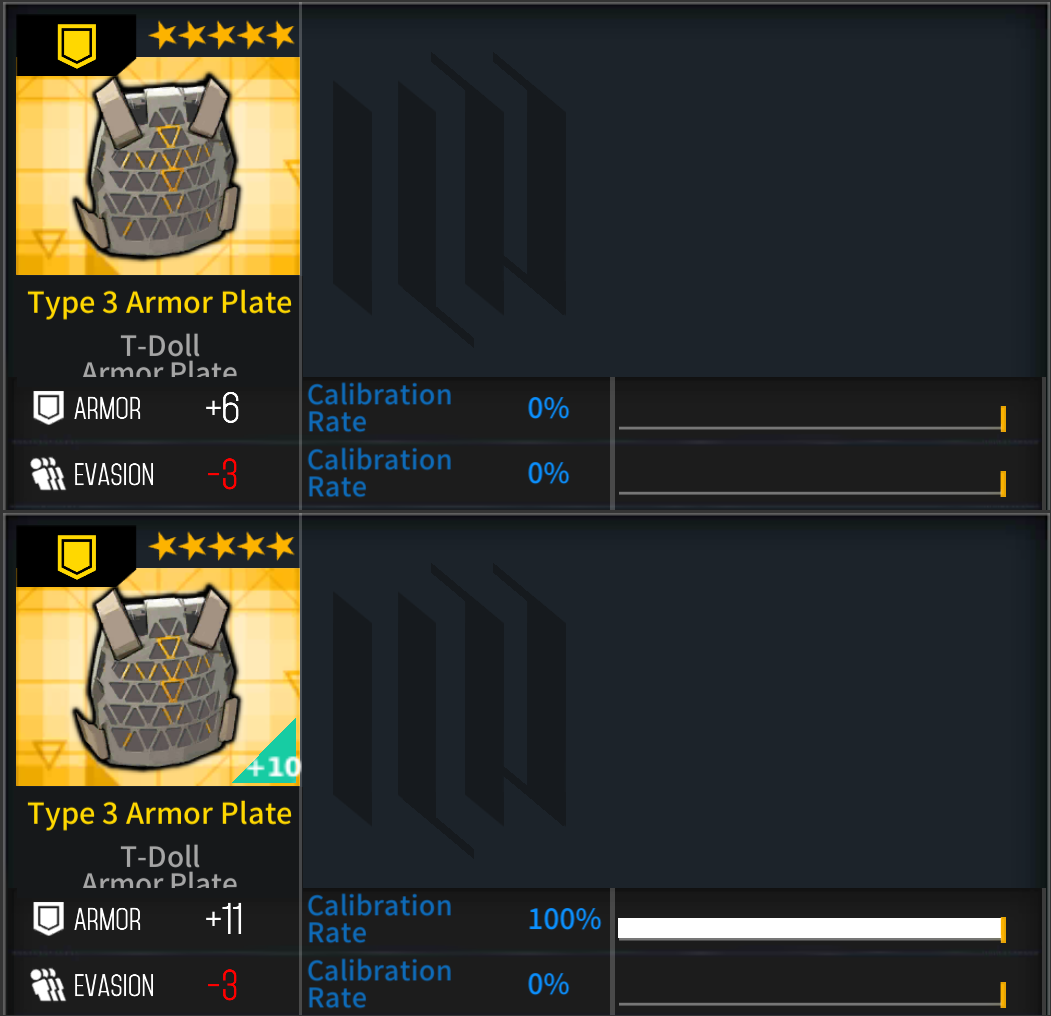 Type 3 Armor Plate
T-Doll
Armor Plate
ARMOR +6 Calibration Rate 0%
EVASION -3 Calibration Rate 0%
+10
Type 3 Armor Plate
T-Doll
Armor Plate
ARMOR +11 Calibration Rate 100%
EVASION -3 Calibration Rate 0%